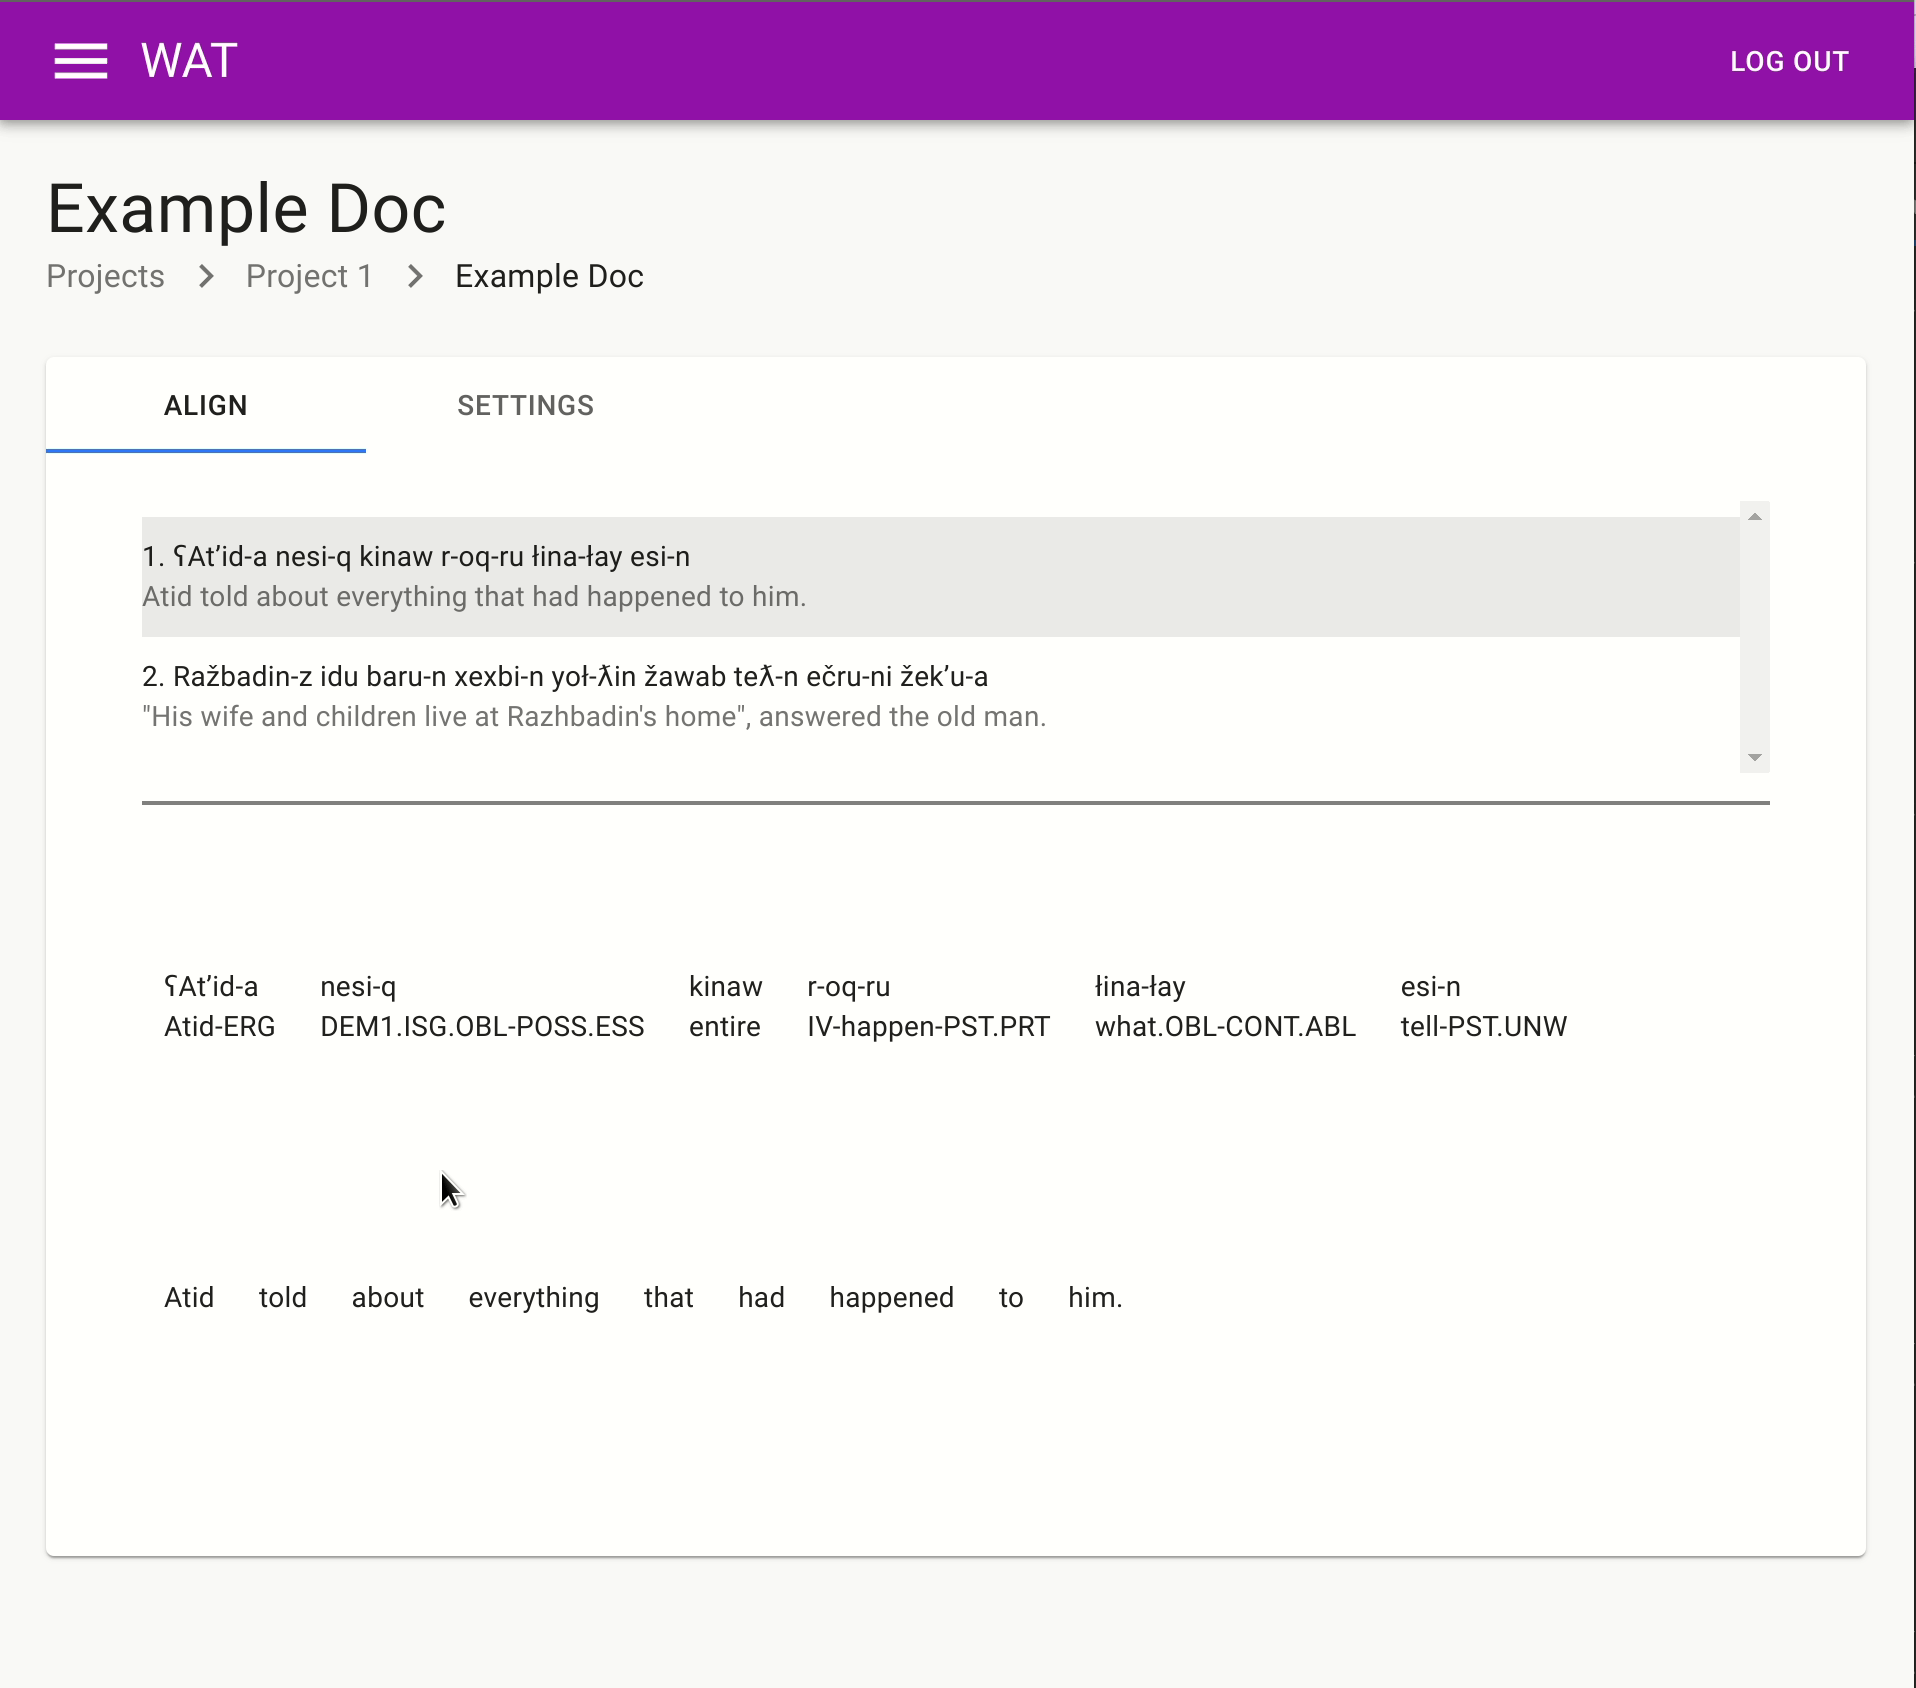 WAT LOG OUT
Example Doc
Projects > Project 1 > Example Doc
ALIGN SETTINGS
1. ʕAt’id-a nesi-q kinaw r-oq-ru łina-łay esi-n
Atid told about everything that had happened to him.
2. Ražbadin-z idu baru-n xexbi-n yoł-ƛin žawab teƛ-n ečru-ni žek’u-a
"His wife and children live at Razhbadin's home", answered the old man.
ʕAt’id-a nesi-q kinaw r-oq-ru łina-łay esi-n
Atid-ERG DEM1.ISG.OBL-POSS.ESS entire IV-happen-PST.PRT what.OBL-CONT.ABL tell-PST.UNW
Atid told about everything that had happened to him.